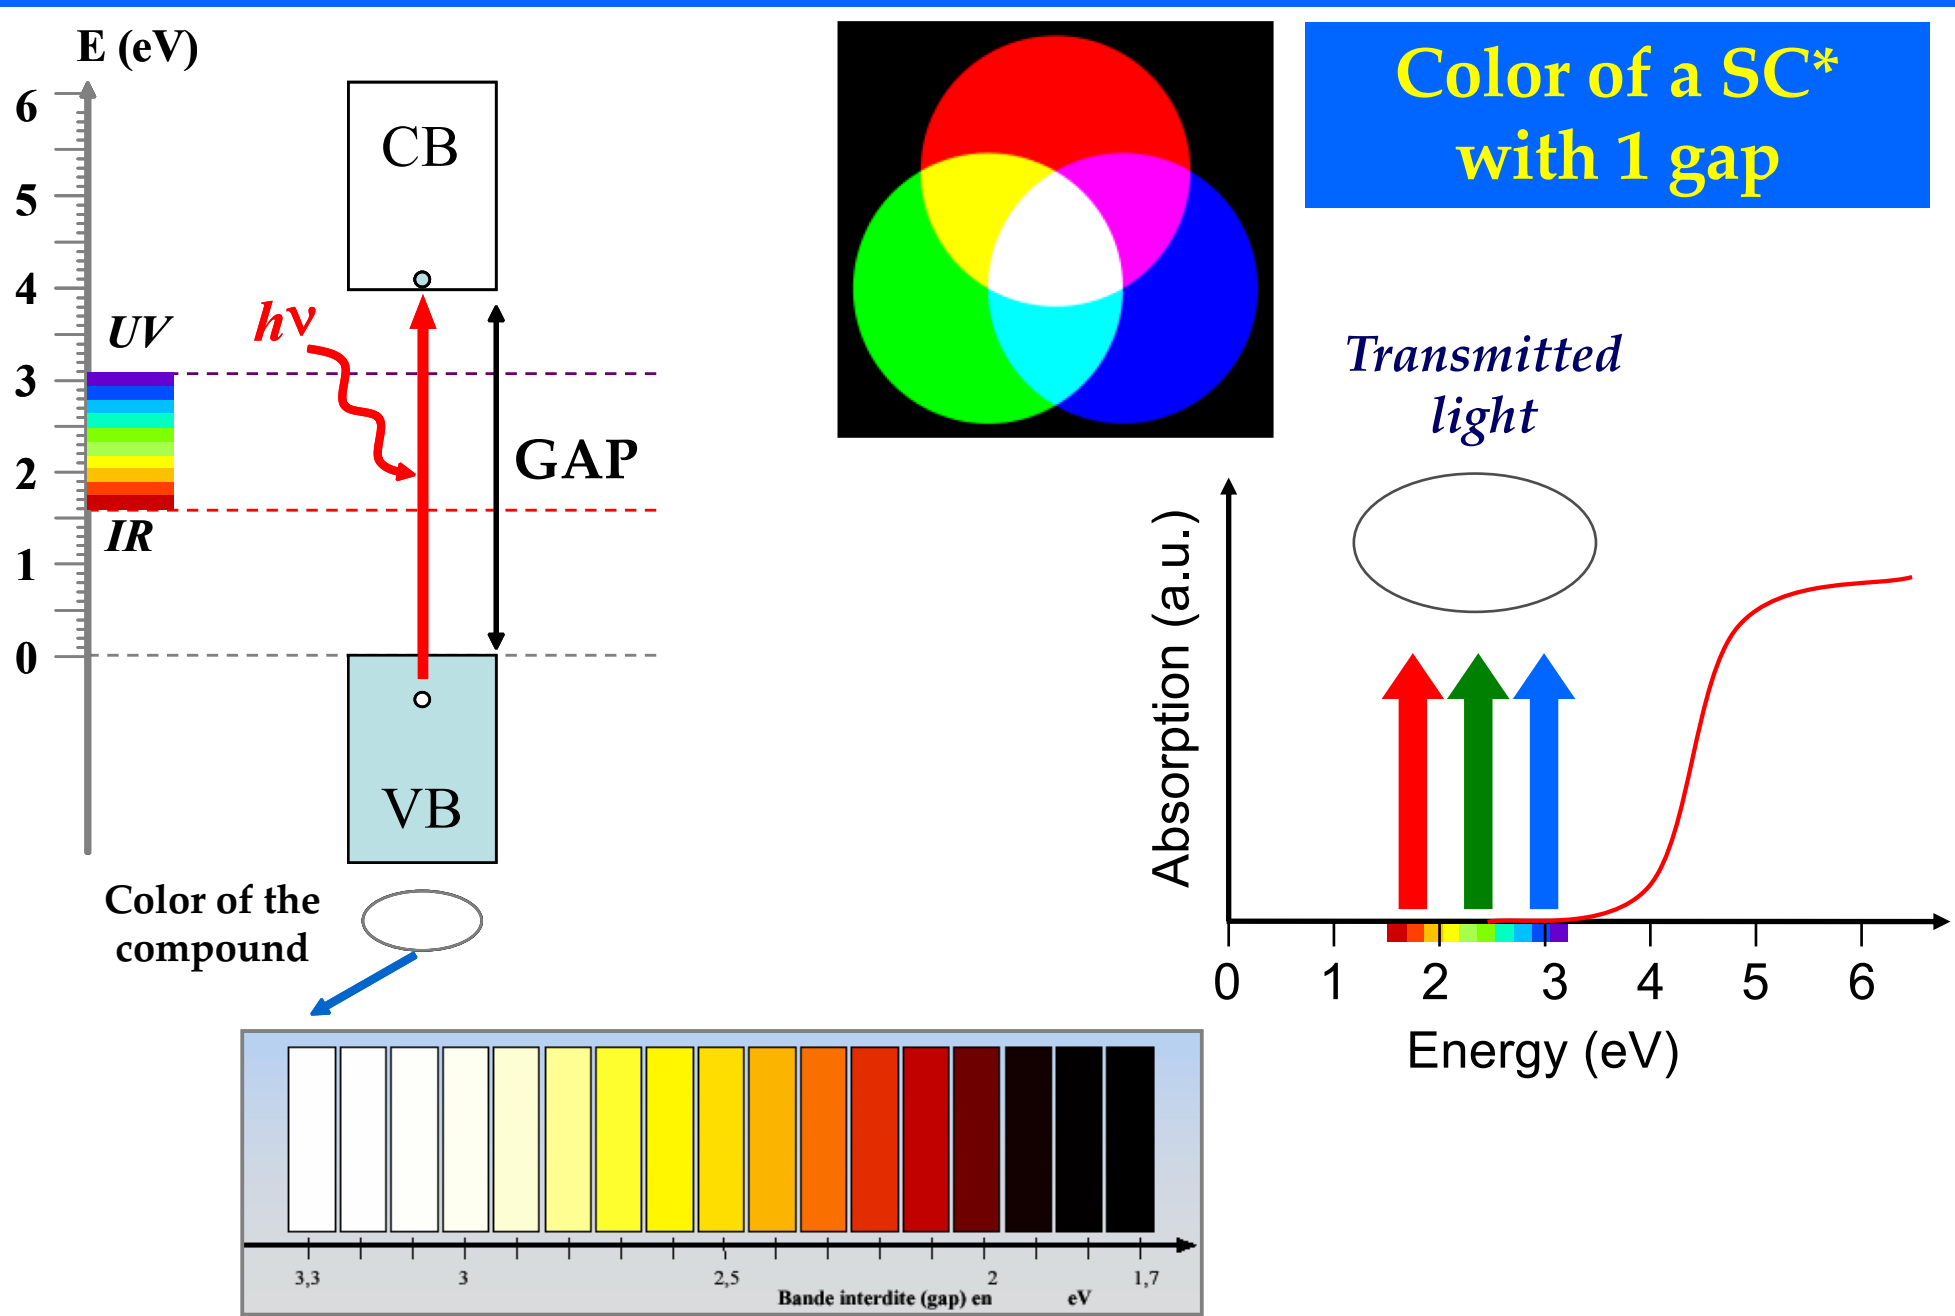 Color of a SC*
with 1 gap
E (eV)
6
5
4
3
2
1
0
UV
IR
CB
hν
GAP
VB
Color of the
compound
Transmitted
light
Absorption (a.u.)
0 1 2 3 4 5 6
Energy (eV)
3,3 3 2,5 2 1,7
Bande interdite (gap) en eV